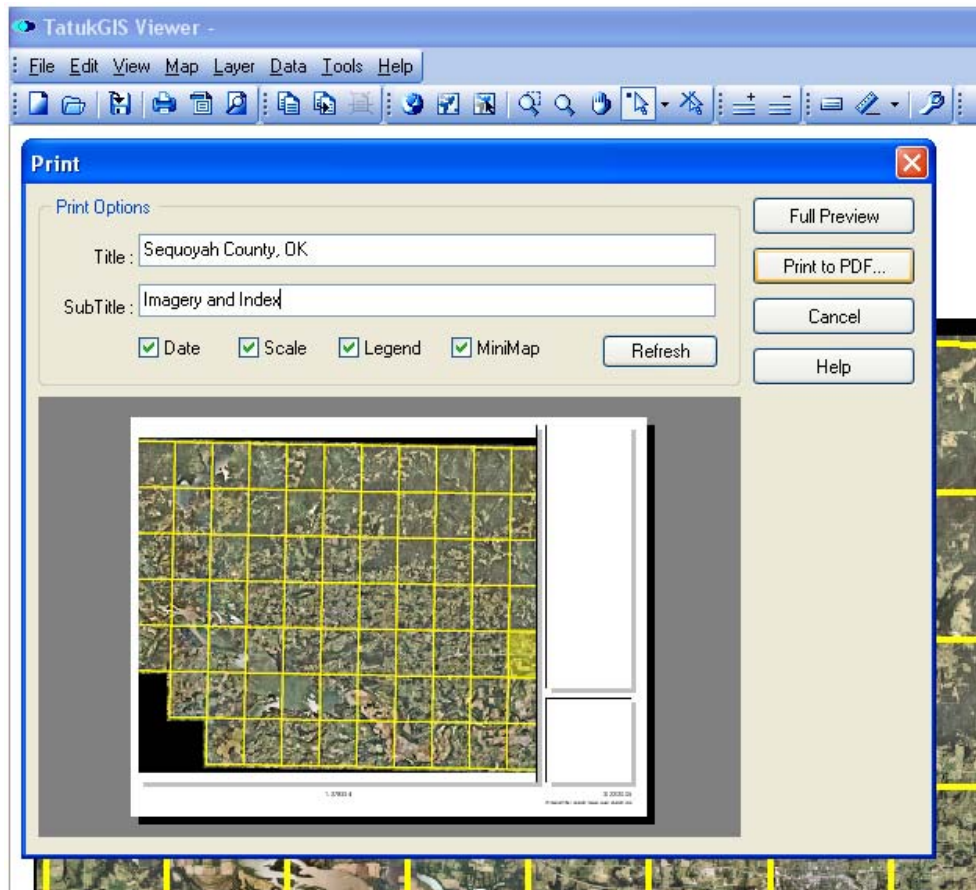 TatukGIS Viewer -
File Edit View Map Layer Data Tools Help
Print
Print Options
Full Preview
Title : Sequoyah County, OK
Print to PDF...
SubTitle : Imagery and Index
Cancel
Date Scale Legend MiniMap Refresh
Help